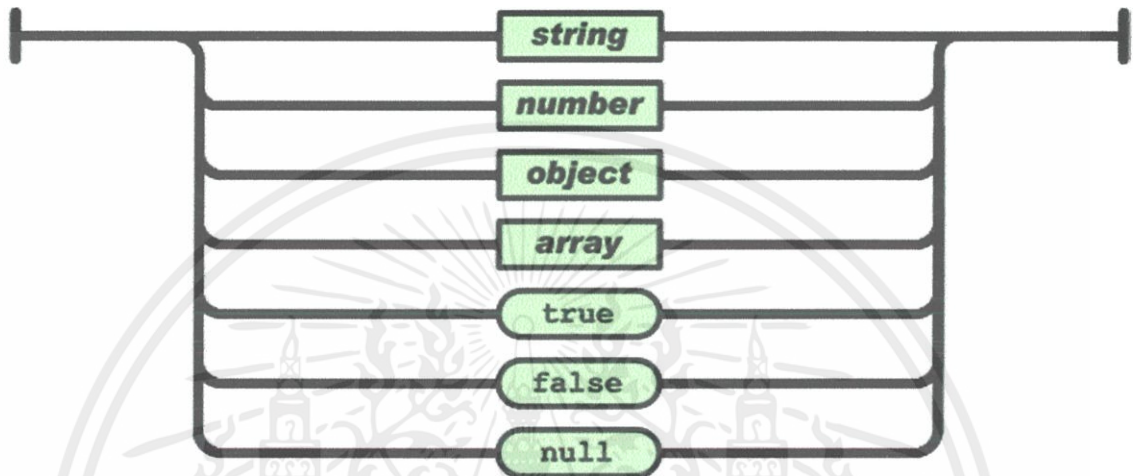 string
number
object
array
true
false
null